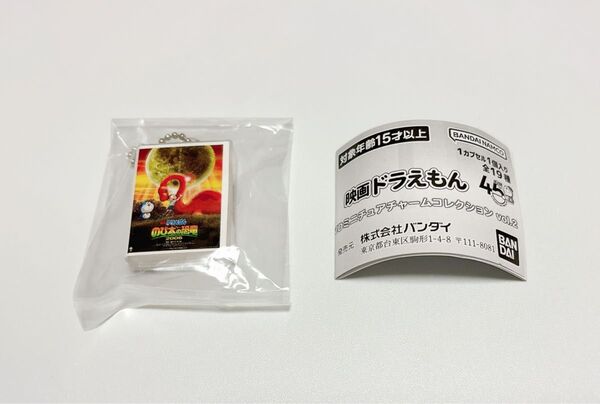 のび太の恐竜
2006
対象年齢15才以上
BANDAI NAMCO
1カプセル1個入り
全19種
映画ドラえもん
45
ミニチュアチャームコレクション vol.2
発売元
株式会社バンダイ
東京都台東区駒形1-4-8 〒111-8081
BAN
DAI